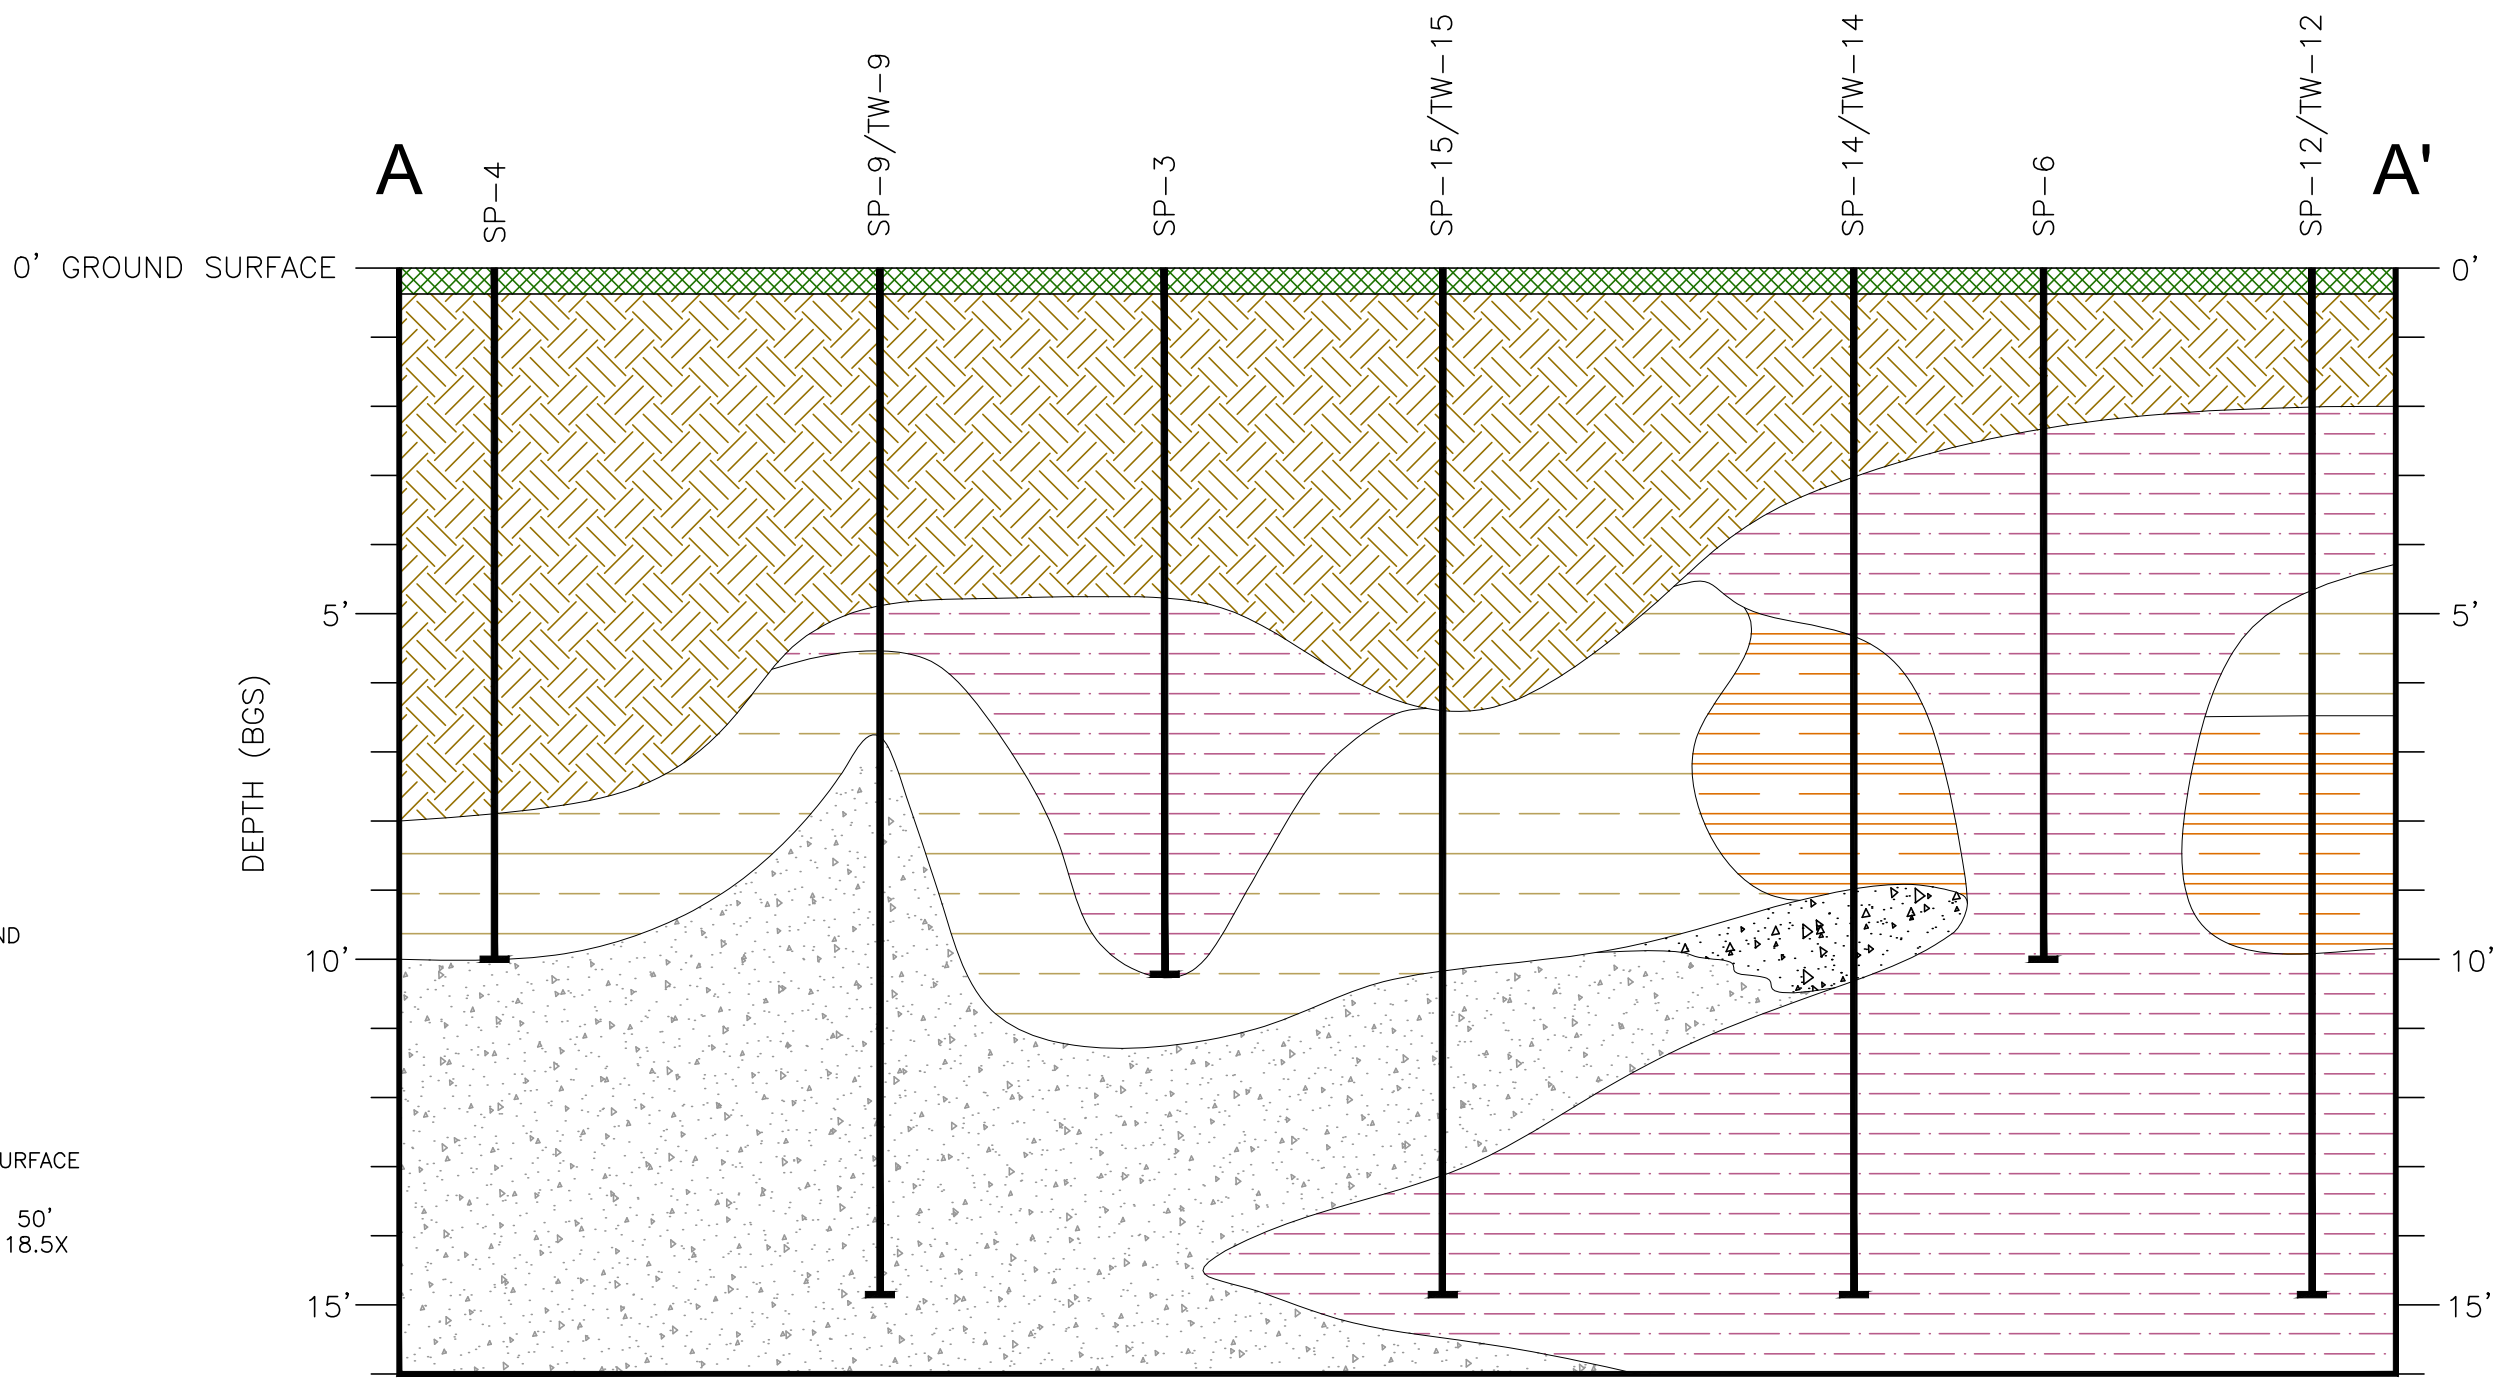 SP-4
SP-9/TW-9
SP-3
SP-15/TW-15
SP-14/TW-14
SP-6
SP-12/TW-12
A
A'
0' GROUND SURFACE
0'
5'
5'
DEPTH (BGS)
10'
10'
50'
18.5X
15'
15'